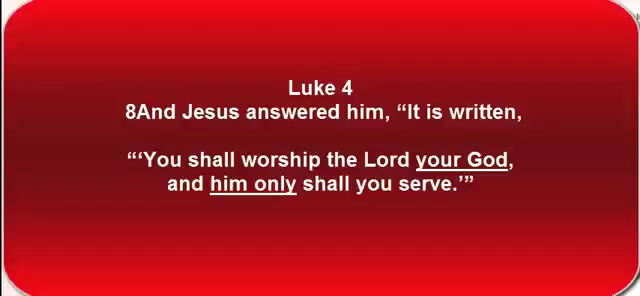 Luke 4
8And Jesus answered him, “It is written,
“‘You shall worship the Lord your God,
and him only shall you serve.’”